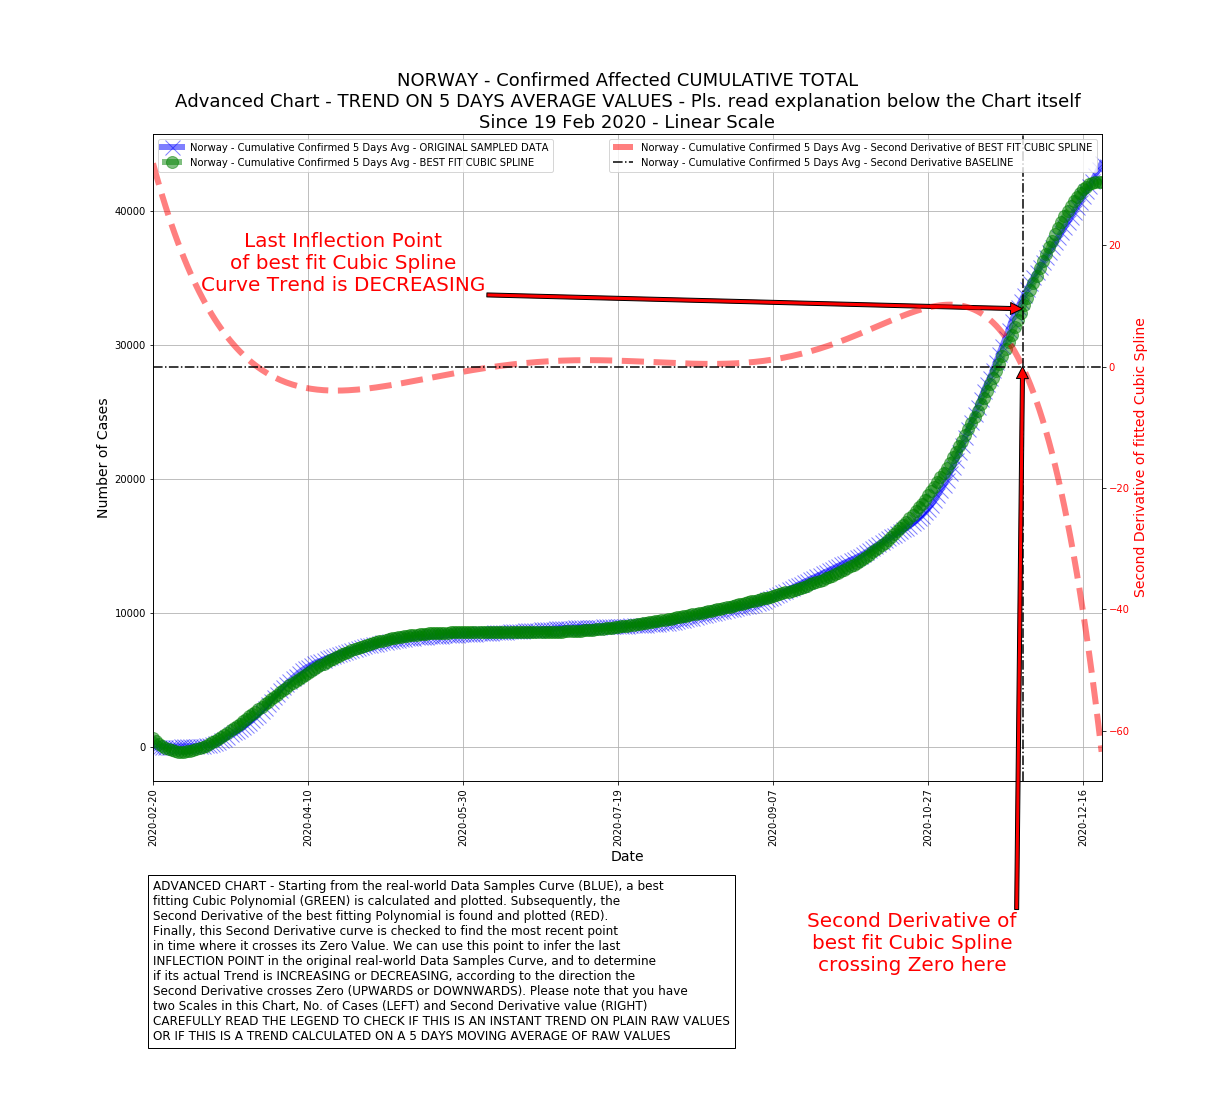 NORWAY - Confirmed Affected CUMULATIVE TOTAL
Advanced Chart - TREND ON 5 DAYS AVERAGE VALUES - Pls. read explanation below the Chart itself
Since 19 Feb 2020 - Linear Scale
Norway - Cumulative Confirmed 5 Days Avg - ORIGINAL SAMPLED DATA
Norway - Cumulative Confirmed 5 Days Avg - BEST FIT CUBIC SPLINE
Norway - Cumulative Confirmed 5 Days Avg - Second Derivative of BEST FIT CUBIC SPLINE
Norway - Cumulative Confirmed 5 Days Avg - Second Derivative BASELINE
Last Inflection Point
of best fit Cubic Spline
Curve Trend is DECREASING
Number of Cases
40000
30000
20000
10000
0
20
0
−20
−40
−60
Second Derivative of fitted Cubic Spline
2020-02-20
2020-04-10
2020-05-30
2020-07-19
2020-09-07
2020-10-27
2020-12-16
Date
ADVANCED CHART - Starting from the real-world Data Samples Curve (BLUE), a best
fitting Cubic Polynomial (GREEN) is calculated and plotted. Subsequently, the
Second Derivative of the best fitting Polynomial is found and plotted (RED).
Finally, this Second Derivative curve is checked to find the most recent point
in time where it crosses its Zero Value. We can use this point to infer the last
INFLECTION POINT in the original real-world Data Samples Curve, and to determine
if its actual Trend is INCREASING or DECREASING, according to the direction the
Second Derivative crosses Zero (UPWARDS or DOWNWARDS). Please note that you have
two Scales in this Chart, No. of Cases (LEFT) and Second Derivative value (RIGHT)
CAREFULLY READ THE LEGEND TO CHECK IF THIS IS AN INSTANT TREND ON PLAIN RAW VALUES
OR IF THIS IS A TREND CALCULATED ON A 5 DAYS MOVING AVERAGE OF RAW VALUES
Second Derivative of
best fit Cubic Spline
crossing Zero here